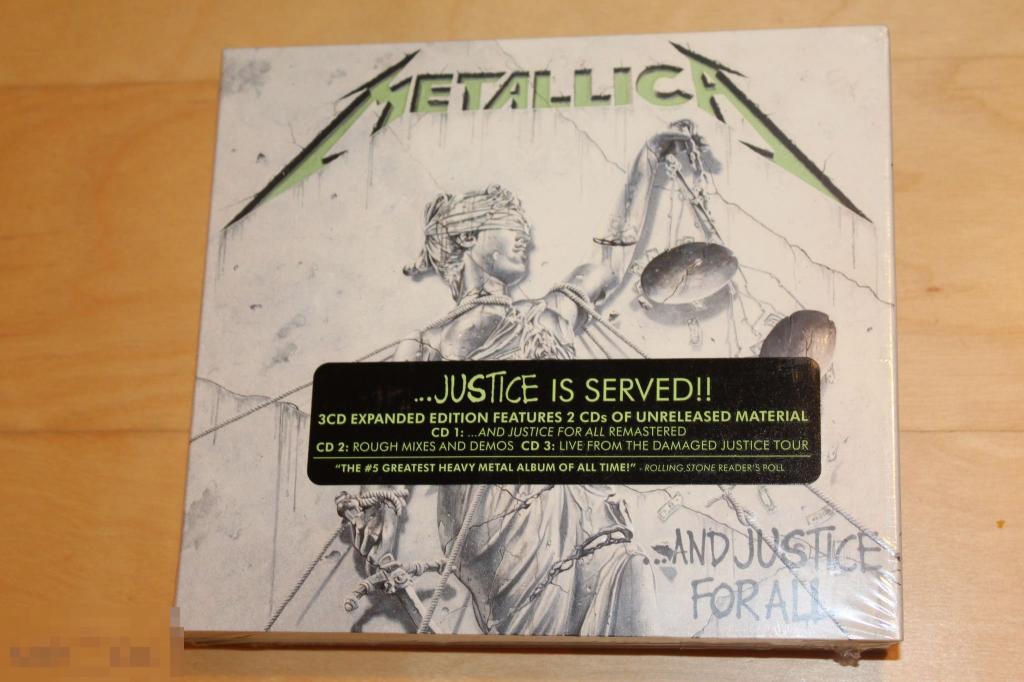 METALLICA
...JUSTICE IS SERVED!!
3CD EXPANDED EDITION FEATURES 2 CDs OF UNRELEASED MATERIAL
CD 1: ...AND JUSTICE FOR ALL REMASTERED
CD 2: ROUGH MIXES AND DEMOS CD 3: LIVE FROM THE DAMAGED JUSTICE TOUR
"THE #5 GREATEST HEAVY METAL ALBUM OF ALL TIME!" - ROLLING STONE READER'S POLL
...AND JUSTICE
FOR ALL